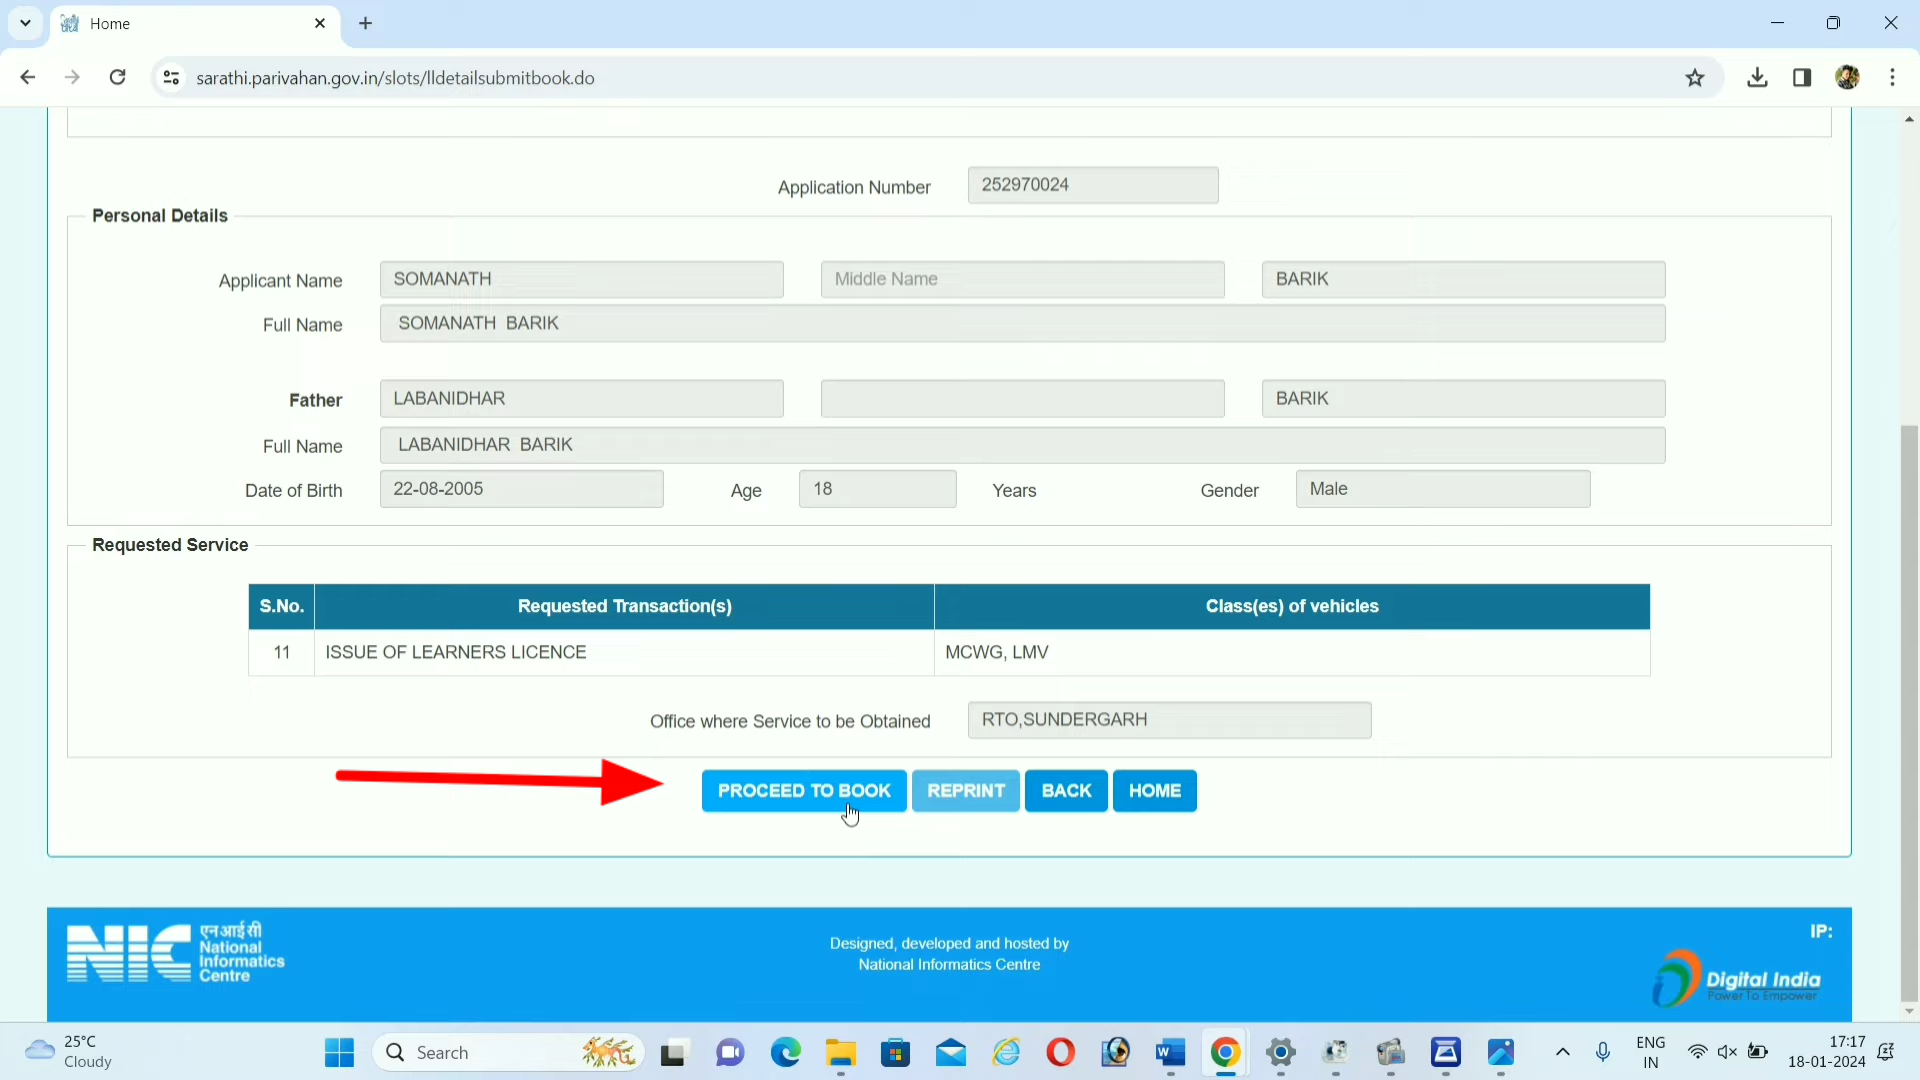 Home
sarathi.parivahan.gov.in/slots/lldetailsubmitbook.do
Application Number 252970024
Personal Details
Applicant Name SOMANATH Middle Name BARIK
Full Name SOMANATH BARIK
Father LABANIDHAR BARIK
Full Name LABANIDHAR BARIK
Date of Birth 22-08-2005 Age 18 Years Gender Male
Requested Service
S.No. Requested Transaction(s) Class(es) of vehicles
11 ISSUE OF LEARNERS LICENCE MCWG, LMV
Office where Service to be Obtained RTO,SUNDERGARH
PROCEED TO BOOK REPRINT BACK HOME
NIC
एन आई सी
National
Informatics
Centre
Designed, developed and hosted by
National Informatics Centre
IP:
Digital India
Power To Empower
25°C
Cloudy
Search
ENG
IN
17:17
18-01-2024